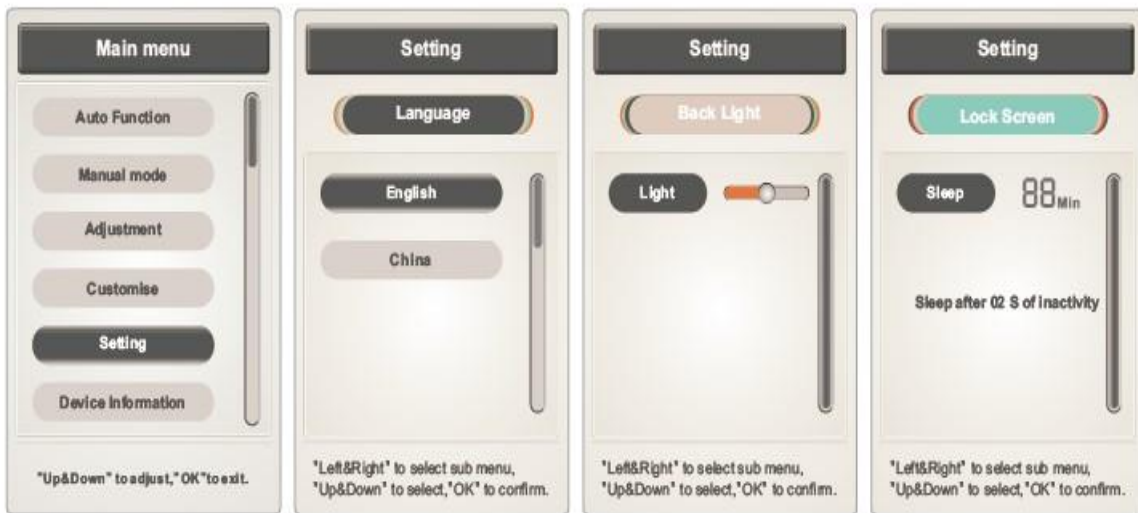 Main menu
Auto Function
Manual mode
Adjustment
Customise
Setting
Device Information
"Up&Down" to adjust,"OK"to exit.
Setting
Language
English
China
"Left&Right" to select sub menu,
"Up&Down" to select,"OK" to confirm.
Setting
Back Light
Light
"Left&Right" to select sub menu,
"Up&Down" to select,"OK" to confirm.
Setting
Lock Screen
Sleep 88 Min
Sleep after 02 S of inactivity
"Left&Right" to select sub menu,
"Up&Down" to select,"OK" to confirm.